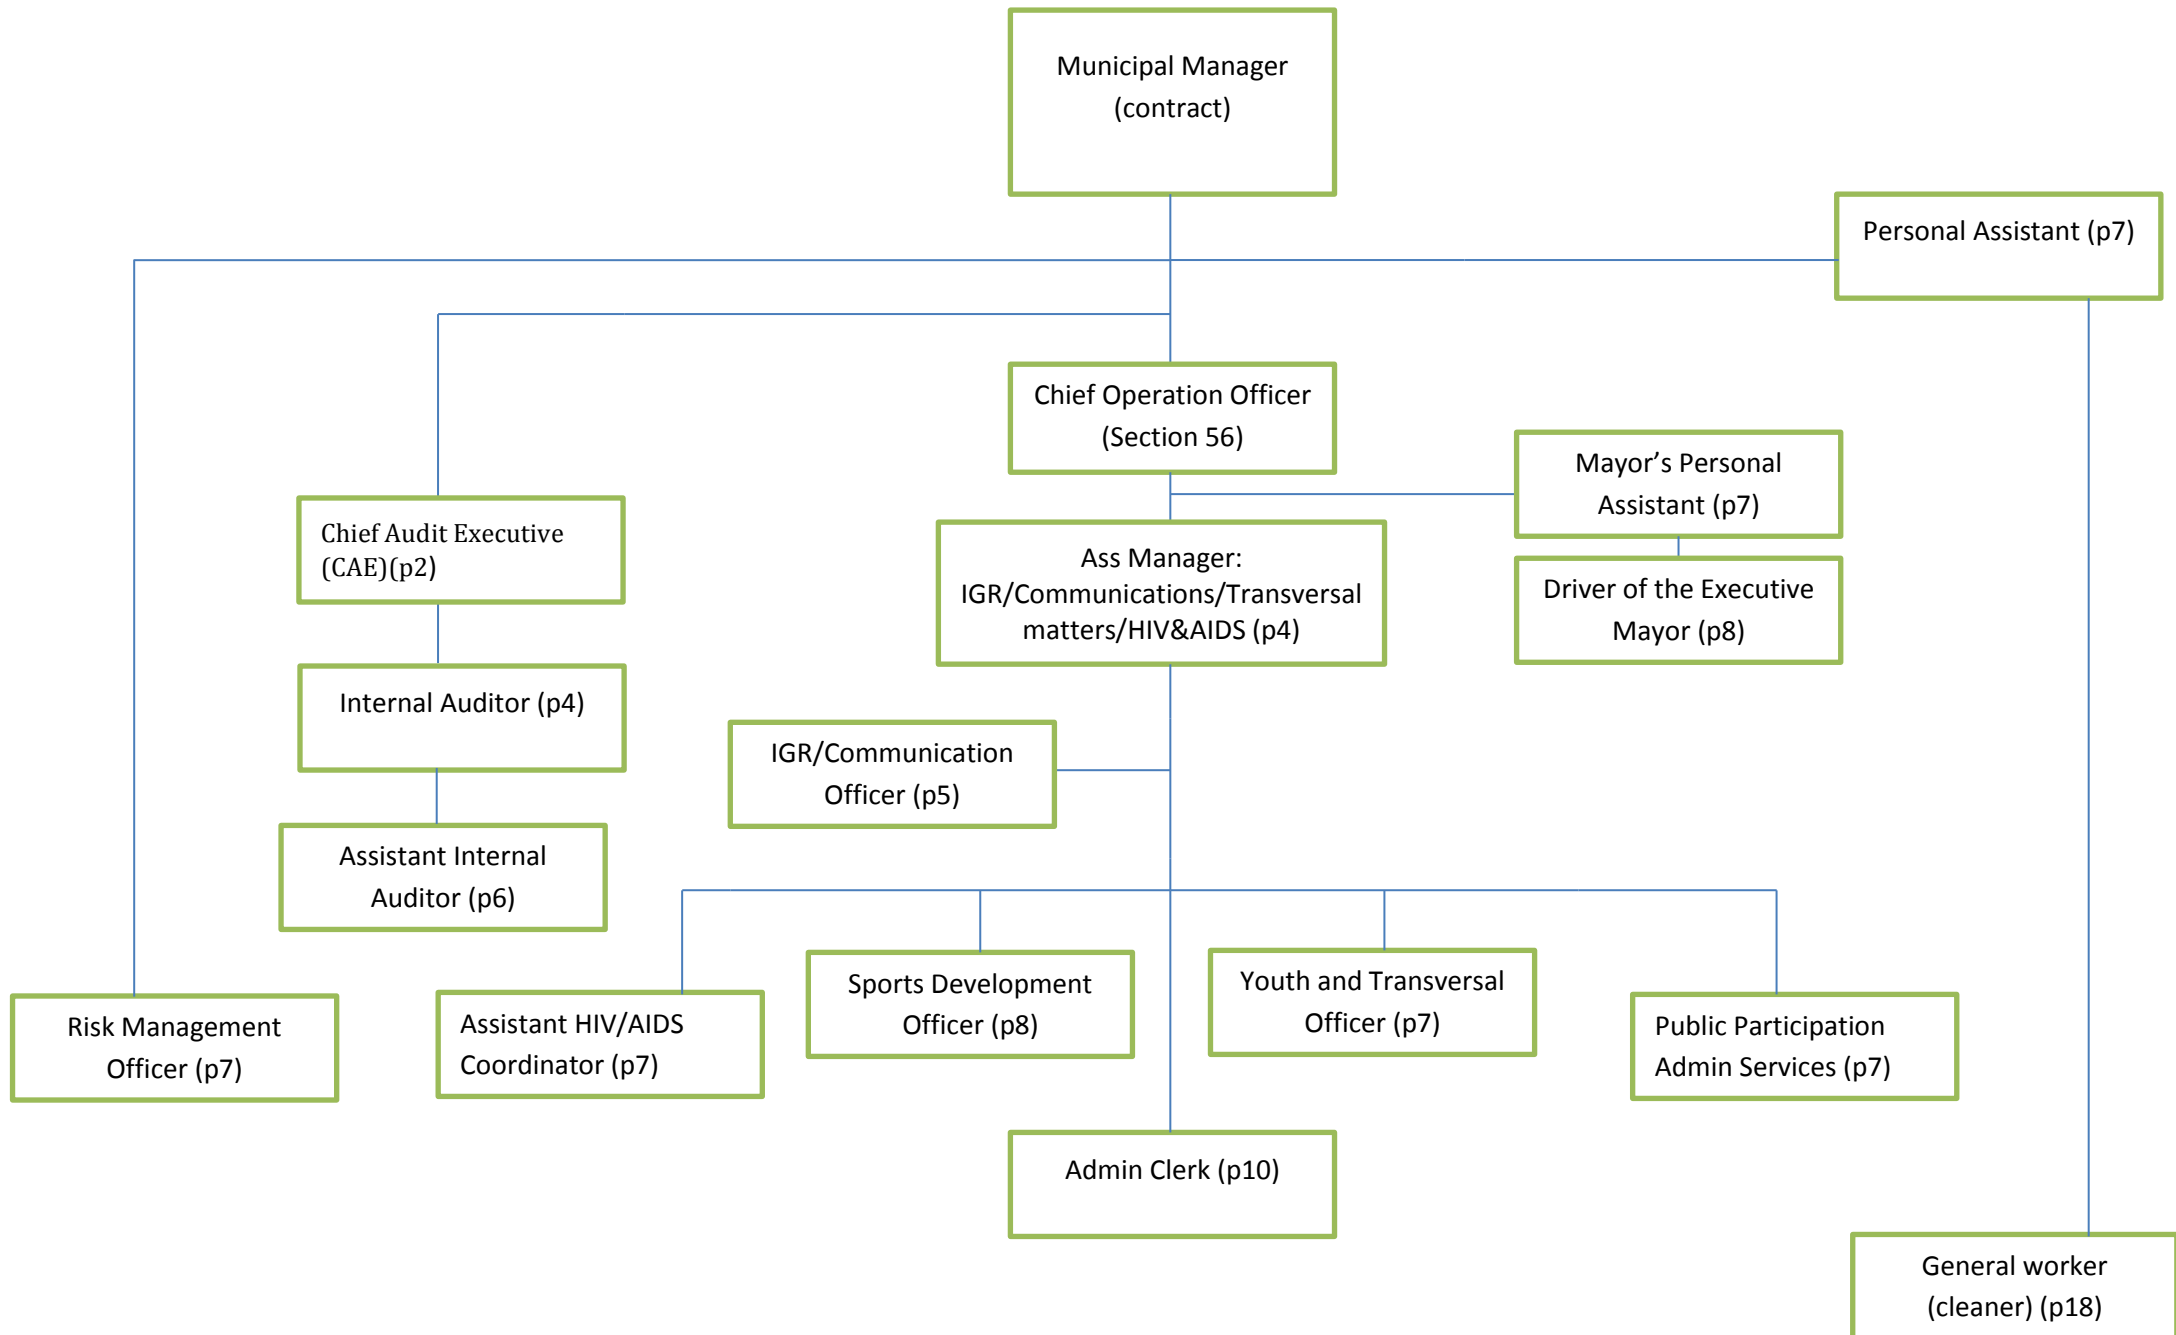 Municipal Manager
(contract)
Personal Assistant (p7)
Chief Operation Officer
(Section 56)
Mayor’s Personal
Assistant (p7)
Chief Audit Executive
(CAE)(p2)
Ass Manager:
IGR/Communications/Transversal
matters/HIV&AIDS (p4)
Driver of the Executive
Mayor (p8)
Internal Auditor (p4)
IGR/Communication
Officer (p5)
Assistant Internal
Auditor (p6)
Risk Management
Officer (p7)
Assistant HIV/AIDS
Coordinator (p7)
Sports Development
Officer (p8)
Youth and Transversal
Officer (p7)
Public Participation
Admin Services (p7)
Admin Clerk (p10)
General worker
(cleaner) (p18)